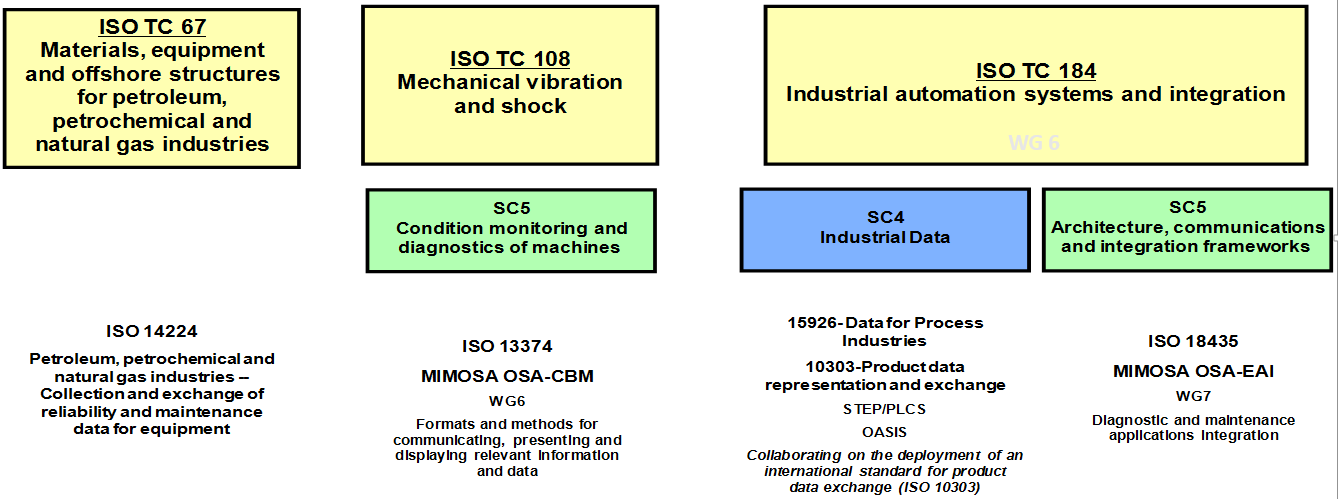 ISO TC 67
Materials, equipment
and offshore structures
for petroleum,
petrochemical and
natural gas industries
ISO TC 108
Mechanical vibration
and shock
ISO TC 184
Industrial automation systems and integration
WG 6
SC5
Condition monitoring and
diagnostics of machines
SC4
Industrial Data
SC5
Architecture, communications
and integration frameworks
ISO 14224
Petroleum, petrochemical and
natural gas industries –
Collection and exchange of
reliability and maintenance
data for equipment
ISO 13374
MIMOSA OSA-CBM
WG6
Formats and methods for
communicating, presenting and
displaying relevant information
and data
15926-Data for Process
Industries
10303-Product data
representation and exchange
STEP/PLCS
OASIS
Collaborating on the deployment of an
international standard for product
data exchange (ISO 10303)
ISO 18435
MIMOSA OSA-EAI
WG7
Diagnostic and maintenance
applications integration